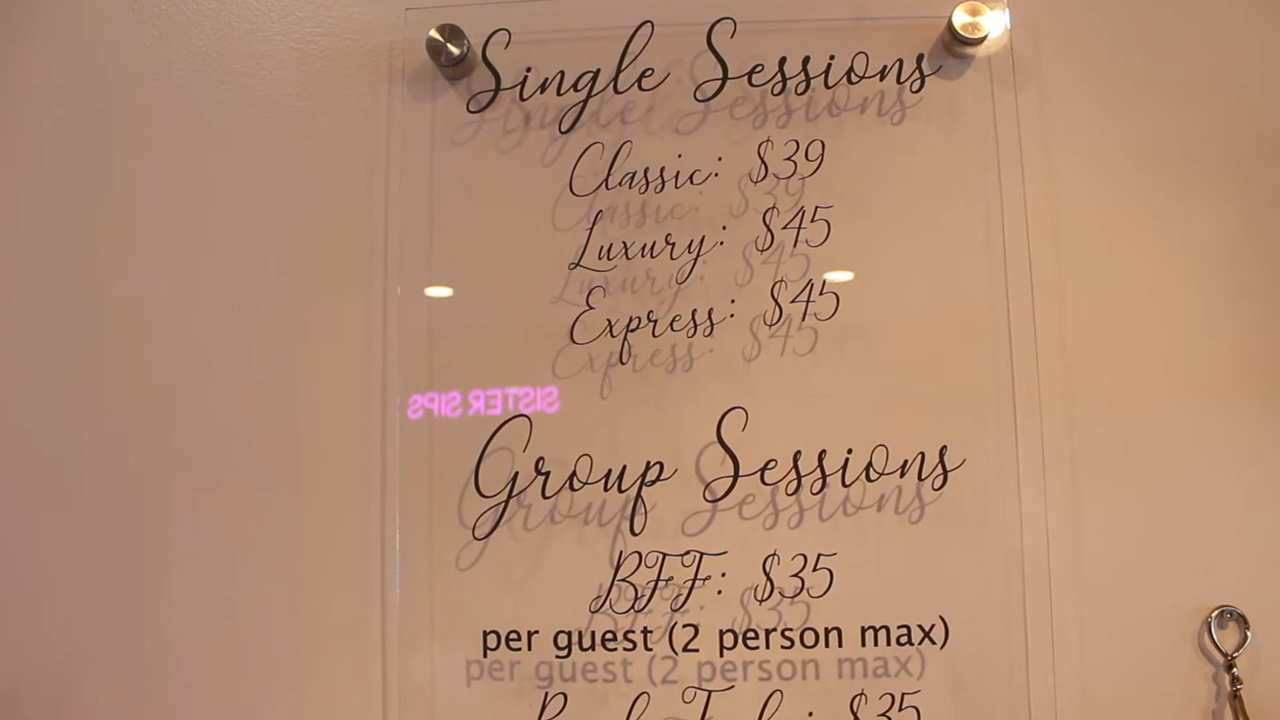 Single Sessions
Classic: $39
Luxury: $45
Express: $45
SISTER SIPS
Group Sessions
BFF: $35
per guest (2 person max)
$35